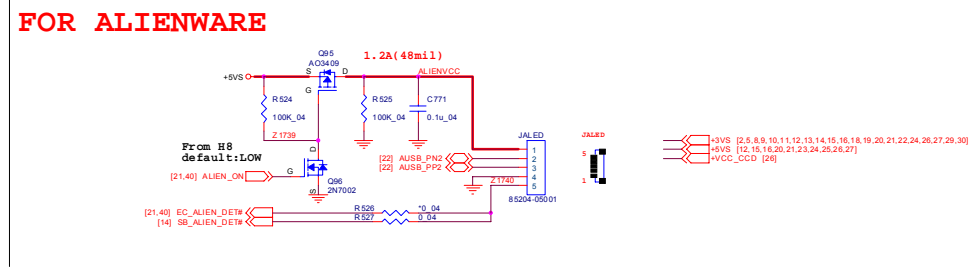 FOR ALIENWARE
Q95
AO3409
1.2A(48mil)
+5VS
S
D
ALIENVCC
G
R524
100K_04
R525
100K_04
C771
0.1u_04
Z1739
From H8
default:LOW
D
[21,40] ALIEN_ON
G
S
Q96
2N7002
[22] AUSB_PN2
[22] AUSB_PP2
Z1740
JALED
1
2
3
4
5
85204-05001
JALED
5
1
+3VS [2,5,8,9,10,11,12,13,14,15,16,18,19,20,21,22,24,26,27,29,30]
+5VS [12,15,16,20,21,23,24,25,26,27]
+VCC_CCD [26]
[21,40] EC_ALIEN_DET#
R526
*0_04
[14] SB_ALIEN_DET#
R527
0_04